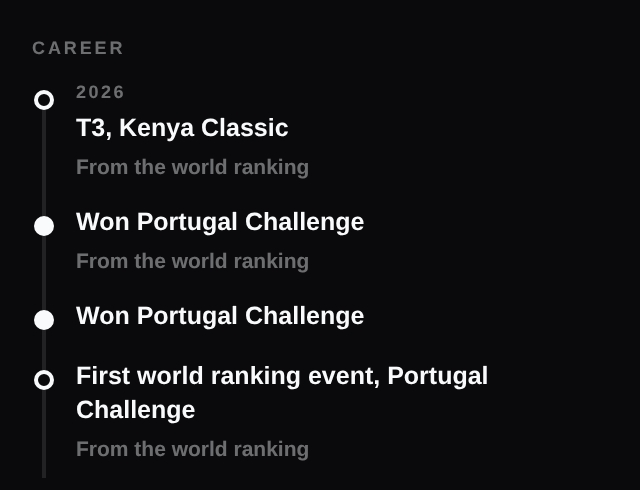 CAREER
2026
T3, Kenya Classic
From the world ranking
Won Portugal Challenge
From the world ranking
Won Portugal Challenge
First world ranking event, Portugal
Challenge
From the world ranking